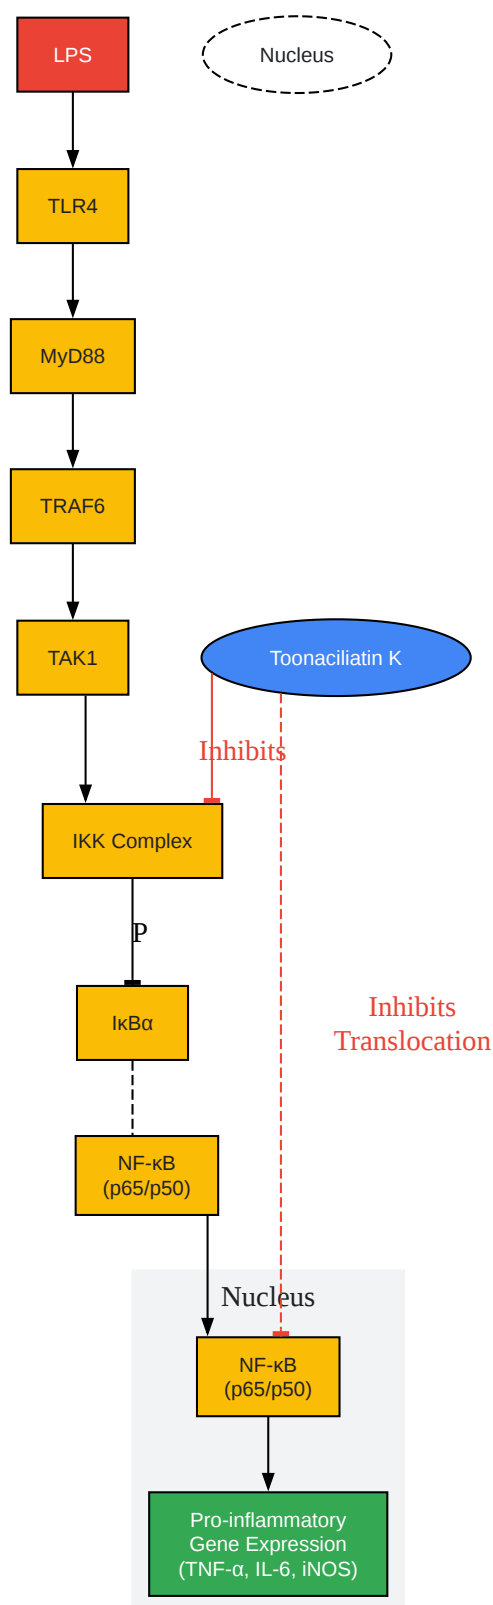 LPS
Nucleus
TLR4
MyD88
TRAF6
TAK1
Toonaciliatin K
Inhibits
IKK Complex
P
IκBα
Inhibits
Translocation
NF-κB
(p65/p50)
Nucleus
NF-κB
(p65/p50)
Pro-inflammatory
Gene Expression
(TNF-α, IL-6, iNOS)